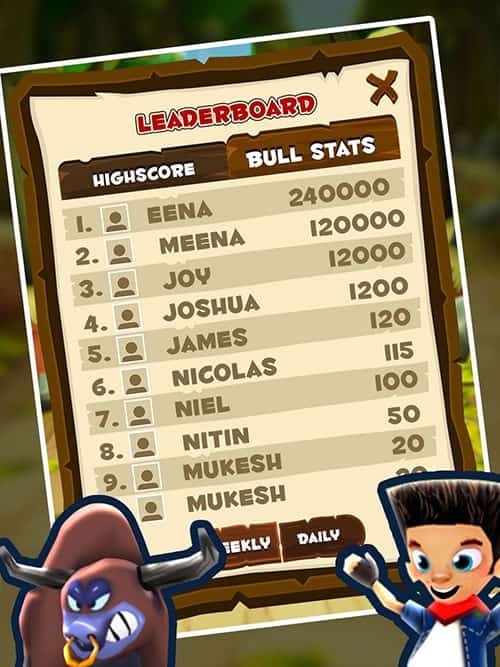 LEADERBOARD
HIGHSCORE BULL STATS
1. EENA 240000
2. MEENA 120000
3. JOY 12000
4. JOSHUA 1200
5. JAMES 120
6. NICOLAS 115
7. NIEL 100
8. NITIN 50
9. MUKESH 20
MUKESH
EEKLY DAILY